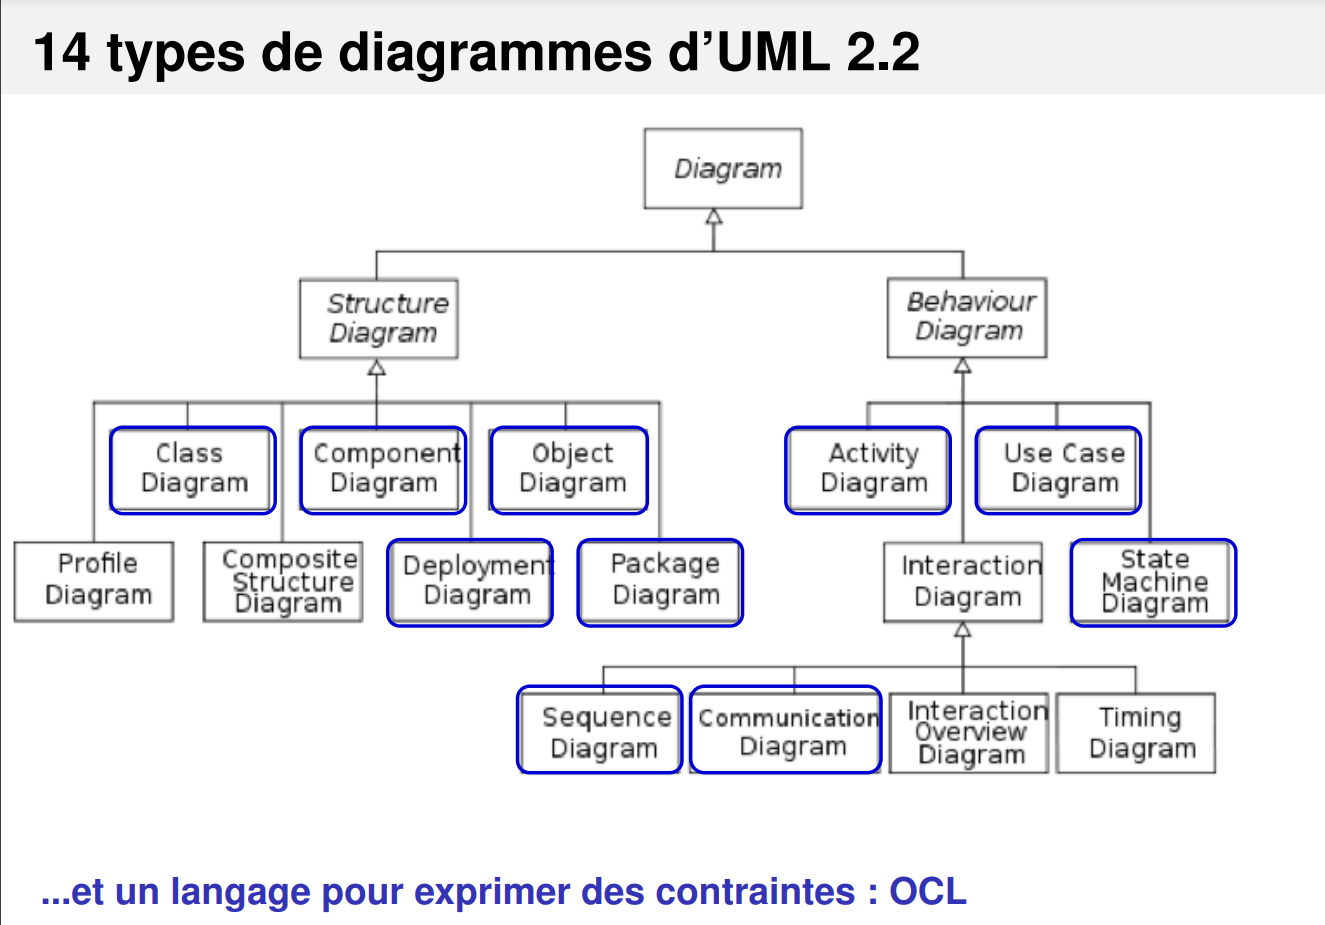 14 types de diagrammes d’UML 2.2
Diagram
Structure
Diagram
Behaviour
Diagram
Class
Diagram
Component
Diagram
Object
Diagram
Activity
Diagram
Use Case
Diagram
Profile
Diagram
Composite
Structure
Diagram
Deployment
Diagram
Package
Diagram
Interaction
Diagram
State
Machine
Diagram
Sequence
Diagram
Communication
Diagram
Interaction
Overview
Diagram
Timing
Diagram
...et un langage pour exprimer des contraintes : OCL